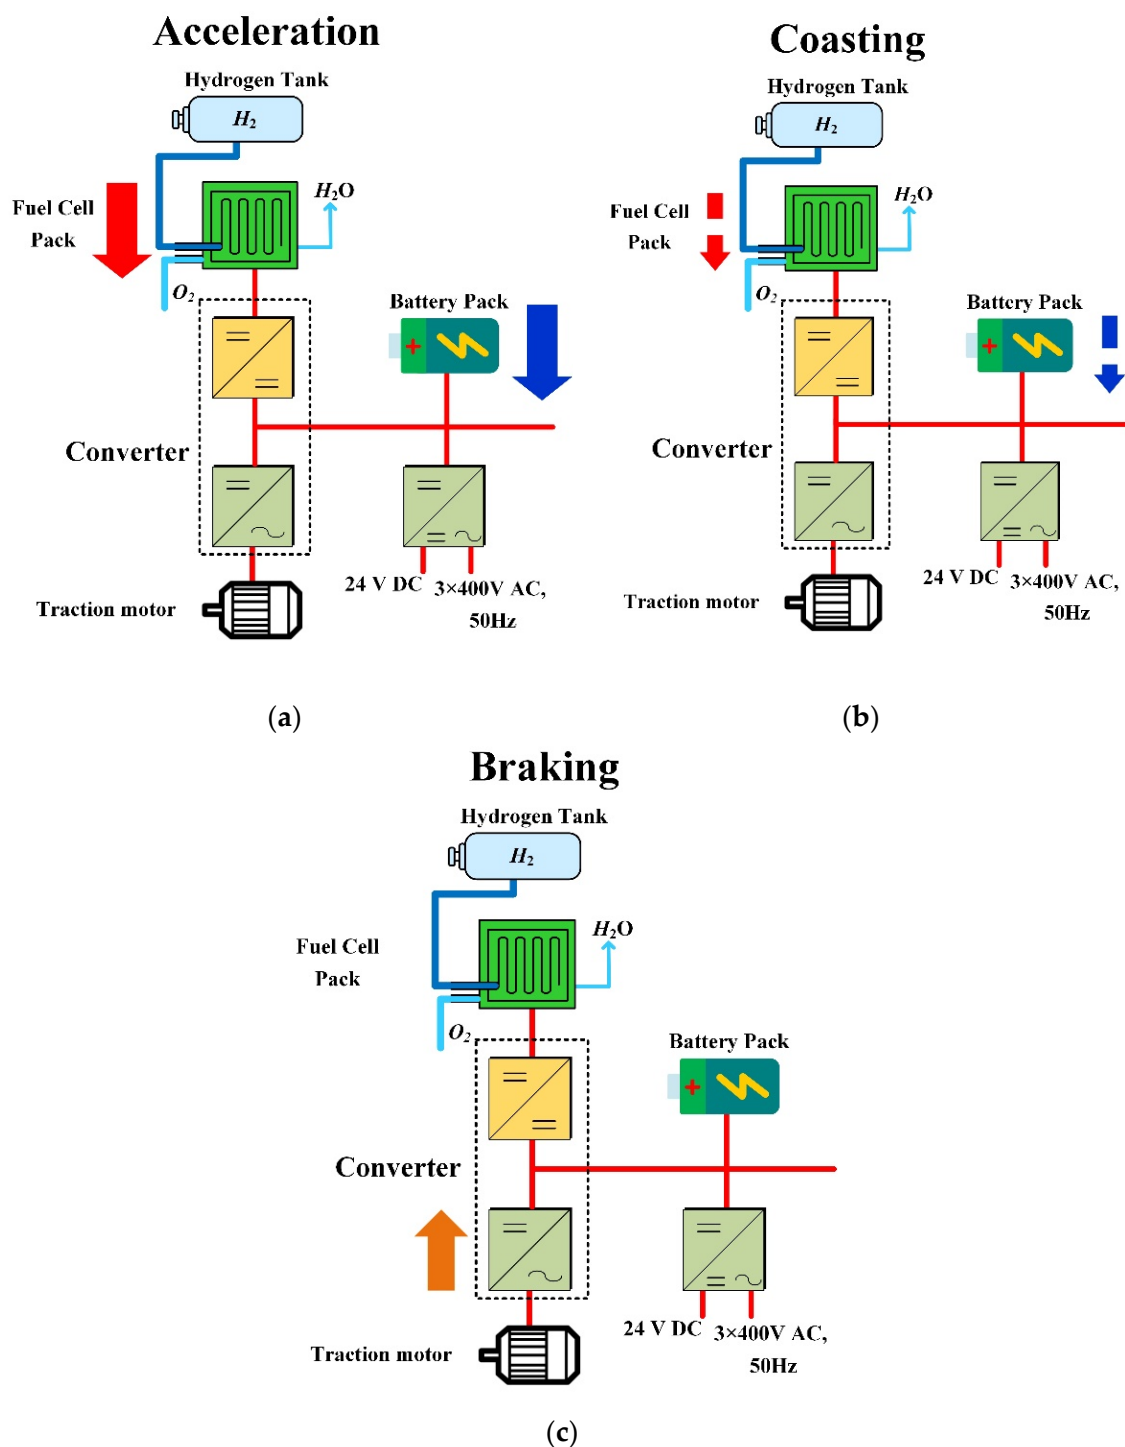 Acceleration
Hydrogen Tank
H2
Fuel Cell
Pack
H2O
O2
Battery Pack
+
Converter
24 V DC
3×400V AC,
50Hz
Traction motor
(a)
Coasting
Hydrogen Tank
H2
Fuel Cell
Pack
H2O
O2
Battery Pack
+
Converter
24 V DC
3×400V AC,
50Hz
Traction motor
(b)
Braking
Hydrogen Tank
H2
Fuel Cell
Pack
H2O
O2
Battery Pack
+
Converter
24 V DC
3×400V AC,
50Hz
Traction motor
(c)